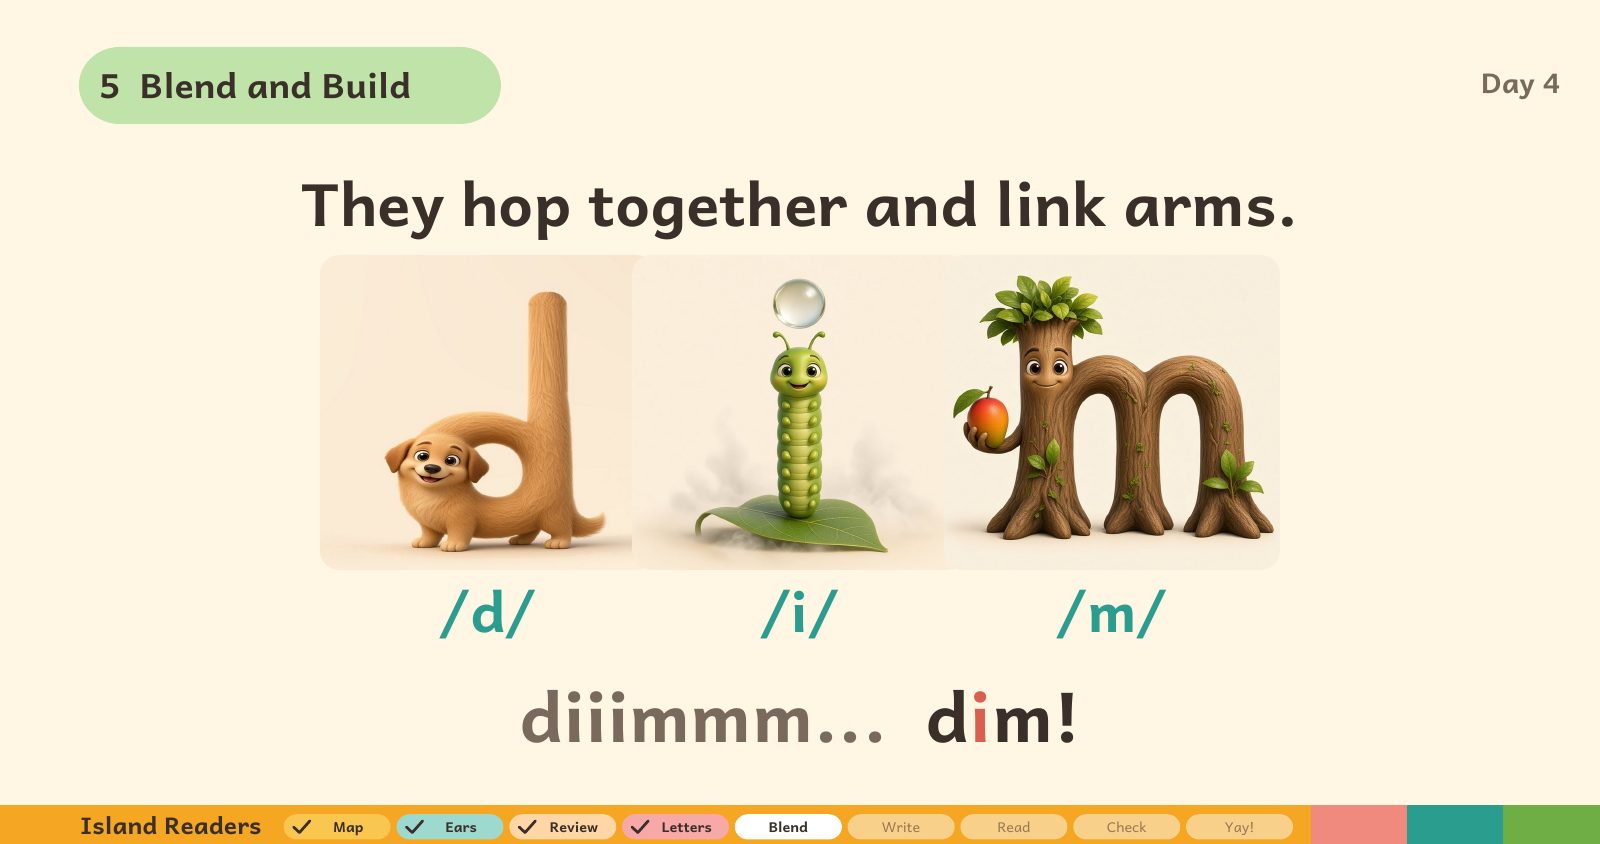 5 Blend and Build
Day 4
They hop together and link arms.
/d/ /i/ /m/
diiimmm... dim!
Island Readers Map Ears Review Letters Blend Write Read Check Yay!